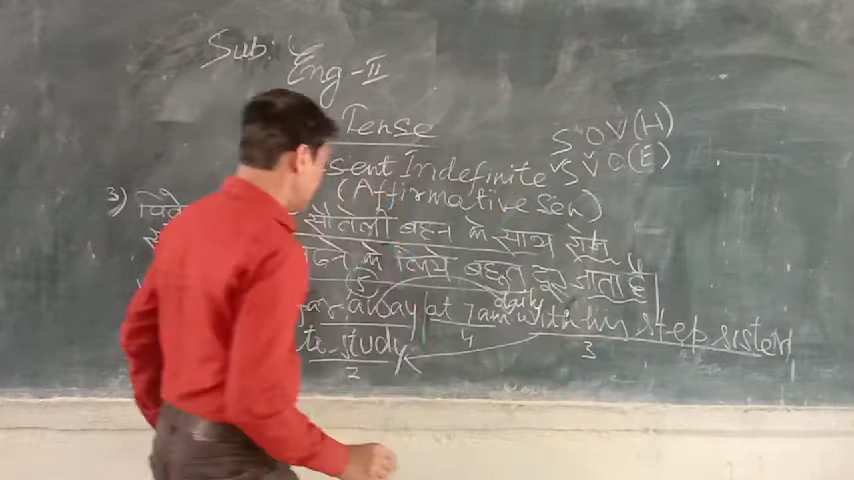 Sub: Eng-II
Tense
S O V (H)
sent Indefinite S V O (E)
(Affirmative Sen)
3) विवे सौतेली बहन के साथ रोज
के लिये बहुत दूर जाता है |
5
daily
far away at 7 am with his step sister
4
3
to study
2